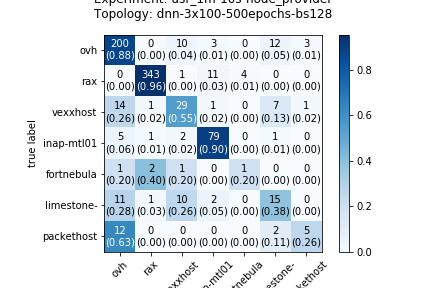 Topology: dnn-3x100-500epochs-bs128
ovh 200 0 10 3 0 12 3
(0.88) (0.00) (0.04) (0.01) (0.00) (0.05) (0.01)
rax 0 343 1 11 4 0 0
(0.00) (0.96) (0.00) (0.03) (0.01) (0.00) (0.00)
vexxhost 14 1 29 1 0 7 1
(0.26) (0.02) (0.55) (0.02) (0.00) (0.13) (0.02)
inap-mtl01 5 1 2 79 0 1 0
(0.06) (0.01) (0.02) (0.90) (0.00) (0.01) (0.00)
fortnebula 1 2 1 0 1 0 0
(0.20) (0.40) (0.20) (0.00) (0.20) (0.00) (0.00)
limestone- 11 1 10 2 0 15 0
(0.28) (0.03) (0.26) (0.05) (0.00) (0.38) (0.00)
packethost 12 0 0 0 0 2 5
(0.63) (0.00) (0.00) (0.00) (0.00) (0.11) (0.26)
true label
ovh rax
0.8
0.6
0.4
0.2
0.0